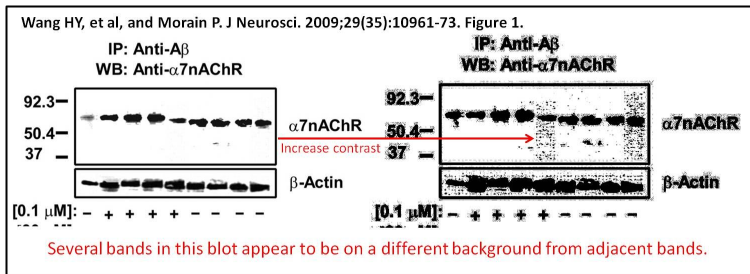 Wang HY, et al, and Morain P. J Neurosci. 2009;29(35):10961-73. Figure 1.
IP: Anti-Aβ
WB: Anti-α7nAChR
92.3
50.4
37
α7nAChR
β-Actin
[0.1 μM]: − + + + + − − − −
Increase contrast
IP: Anti-Aβ
WB: Anti-α7nAChR
92.3
50.4
37
α7nAChR
β-Actin
[0.1 μM]: − + + + + − − − −
Several bands in this blot appear to be on a different background from adjacent bands.